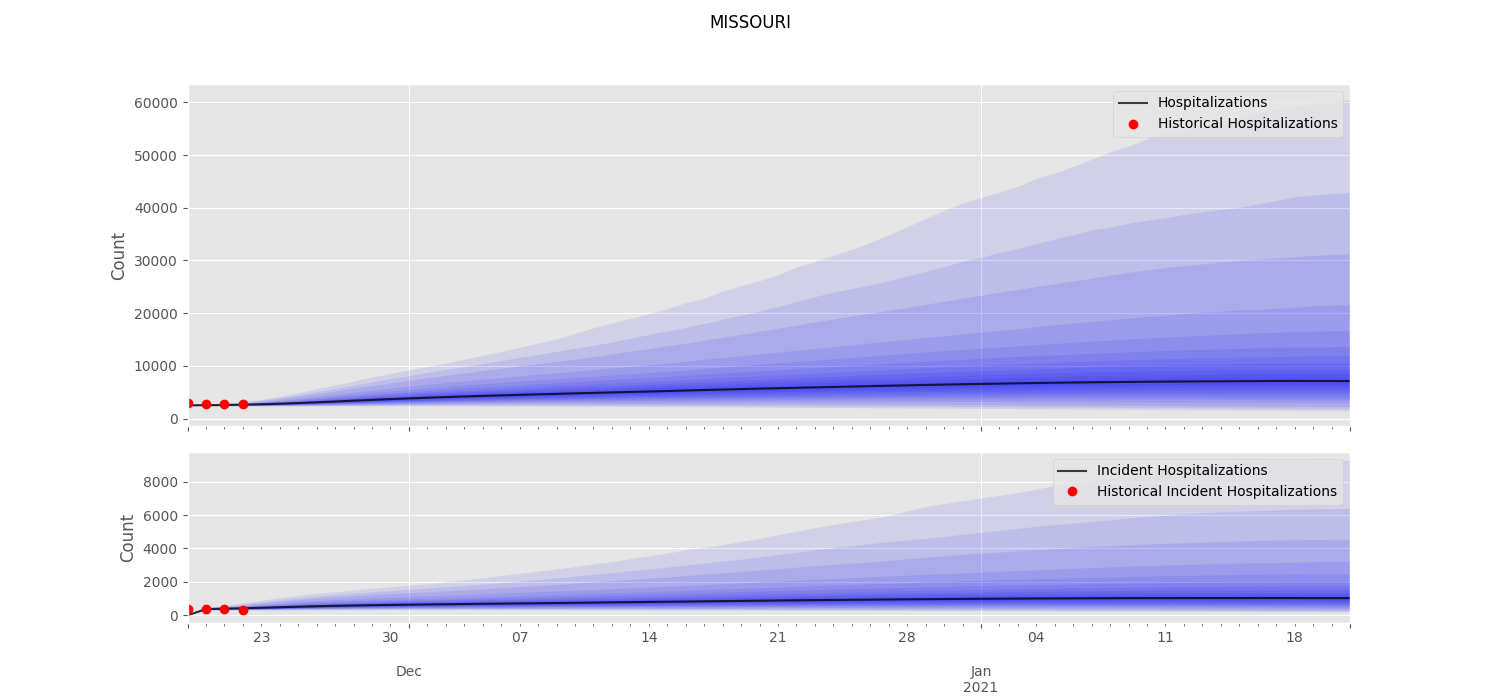 MISSOURI
60000
50000
40000
30000
20000
10000
0
Count
Hospitalizations
Historical Hospitalizations
8000
6000
4000
2000
0
Count
Incident Hospitalizations
Historical Incident Hospitalizations
23 30 07 14 21 28 04 11 18
Dec Jan
2021